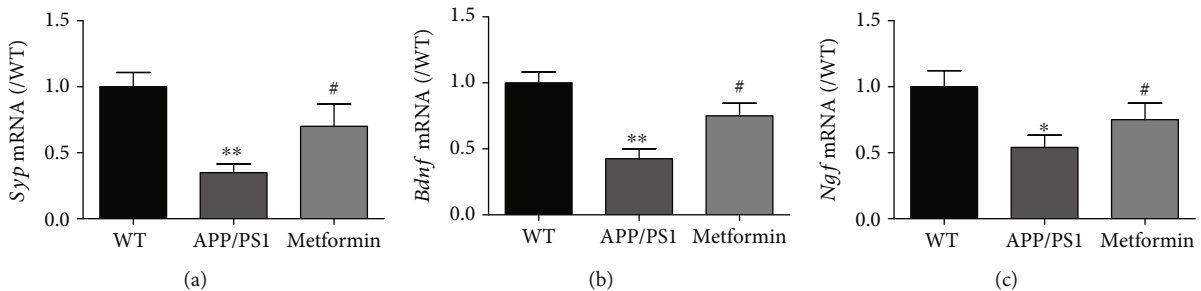 Syp mRNA (/WT)
1.5
1.0
0.5
0.0
**
#
WT APP/PS1 Metformin
(a)
Bdnf mRNA (/WT)
1.5
1.0
0.5
0.0
**
#
WT APP/PS1 Metformin
(b)
Ngf mRNA (/WT)
1.5
1.0
0.5
0.0
*
#
WT APP/PS1 Metformin
(c)